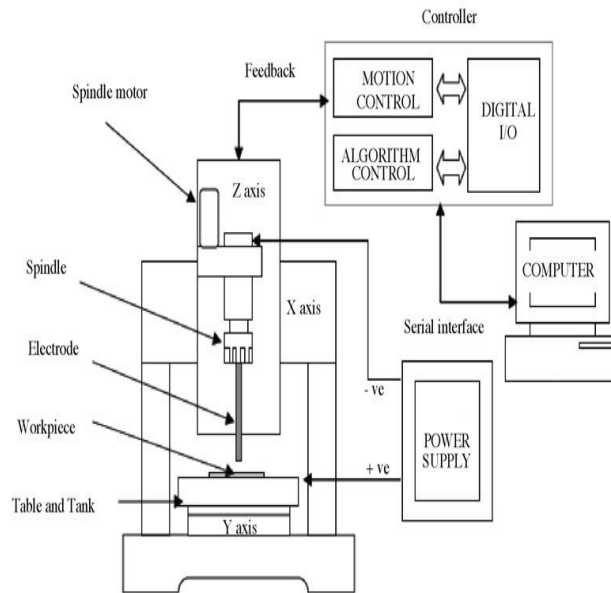 Controller
Feedback
MOTION
CONTROL
DIGITAL
I/O
ALGORITHM
CONTROL
Spindle motor
Z axis
Spindle
X axis
COMPUTER
Serial interface
Electrode
- ve
Workpiece
POWER
SUPPLY
+ ve
Table and Tank
Y axis